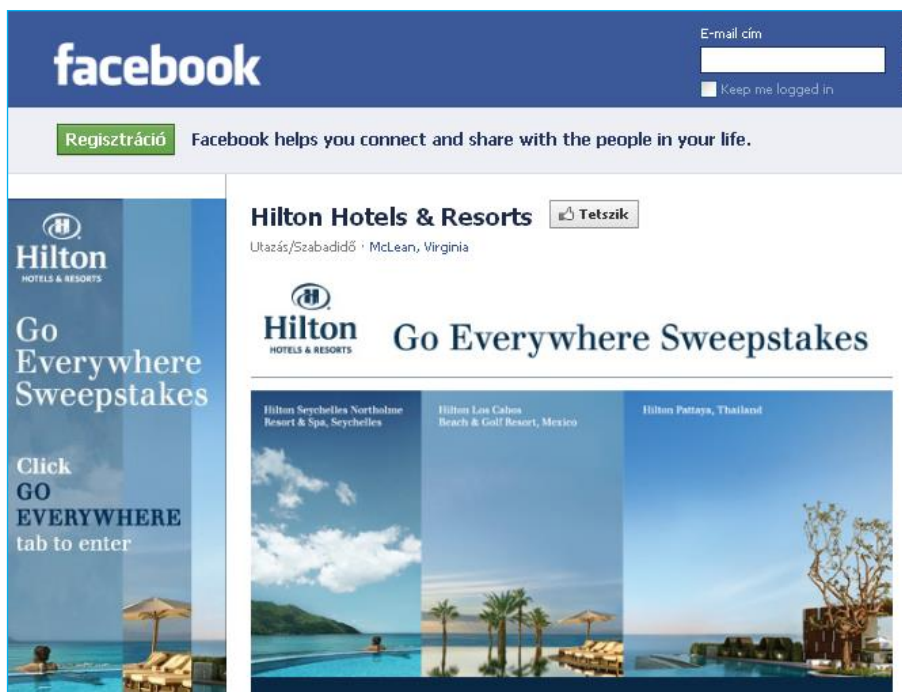 facebook
E-mail cím
Keep me logged in
Regisztráció
Facebook helps you connect and share with the people in your life.
Hilton
HOTELS & RESORTS
Go
Everywhere
Sweepstakes
Click
GO
EVERYWHERE
tab to enter
Hilton Hotels & Resorts
Tetszik
Utazás/Szabadidő · McLean, Virginia
Hilton
HOTELS & RESORTS
Go Everywhere Sweepstakes
Hilton Seychelles Northolme
Resort & Spa, Seychelles
Hilton Los Cabos
Beach & Golf Resort, Mexico
Hilton Pattaya, Thailand